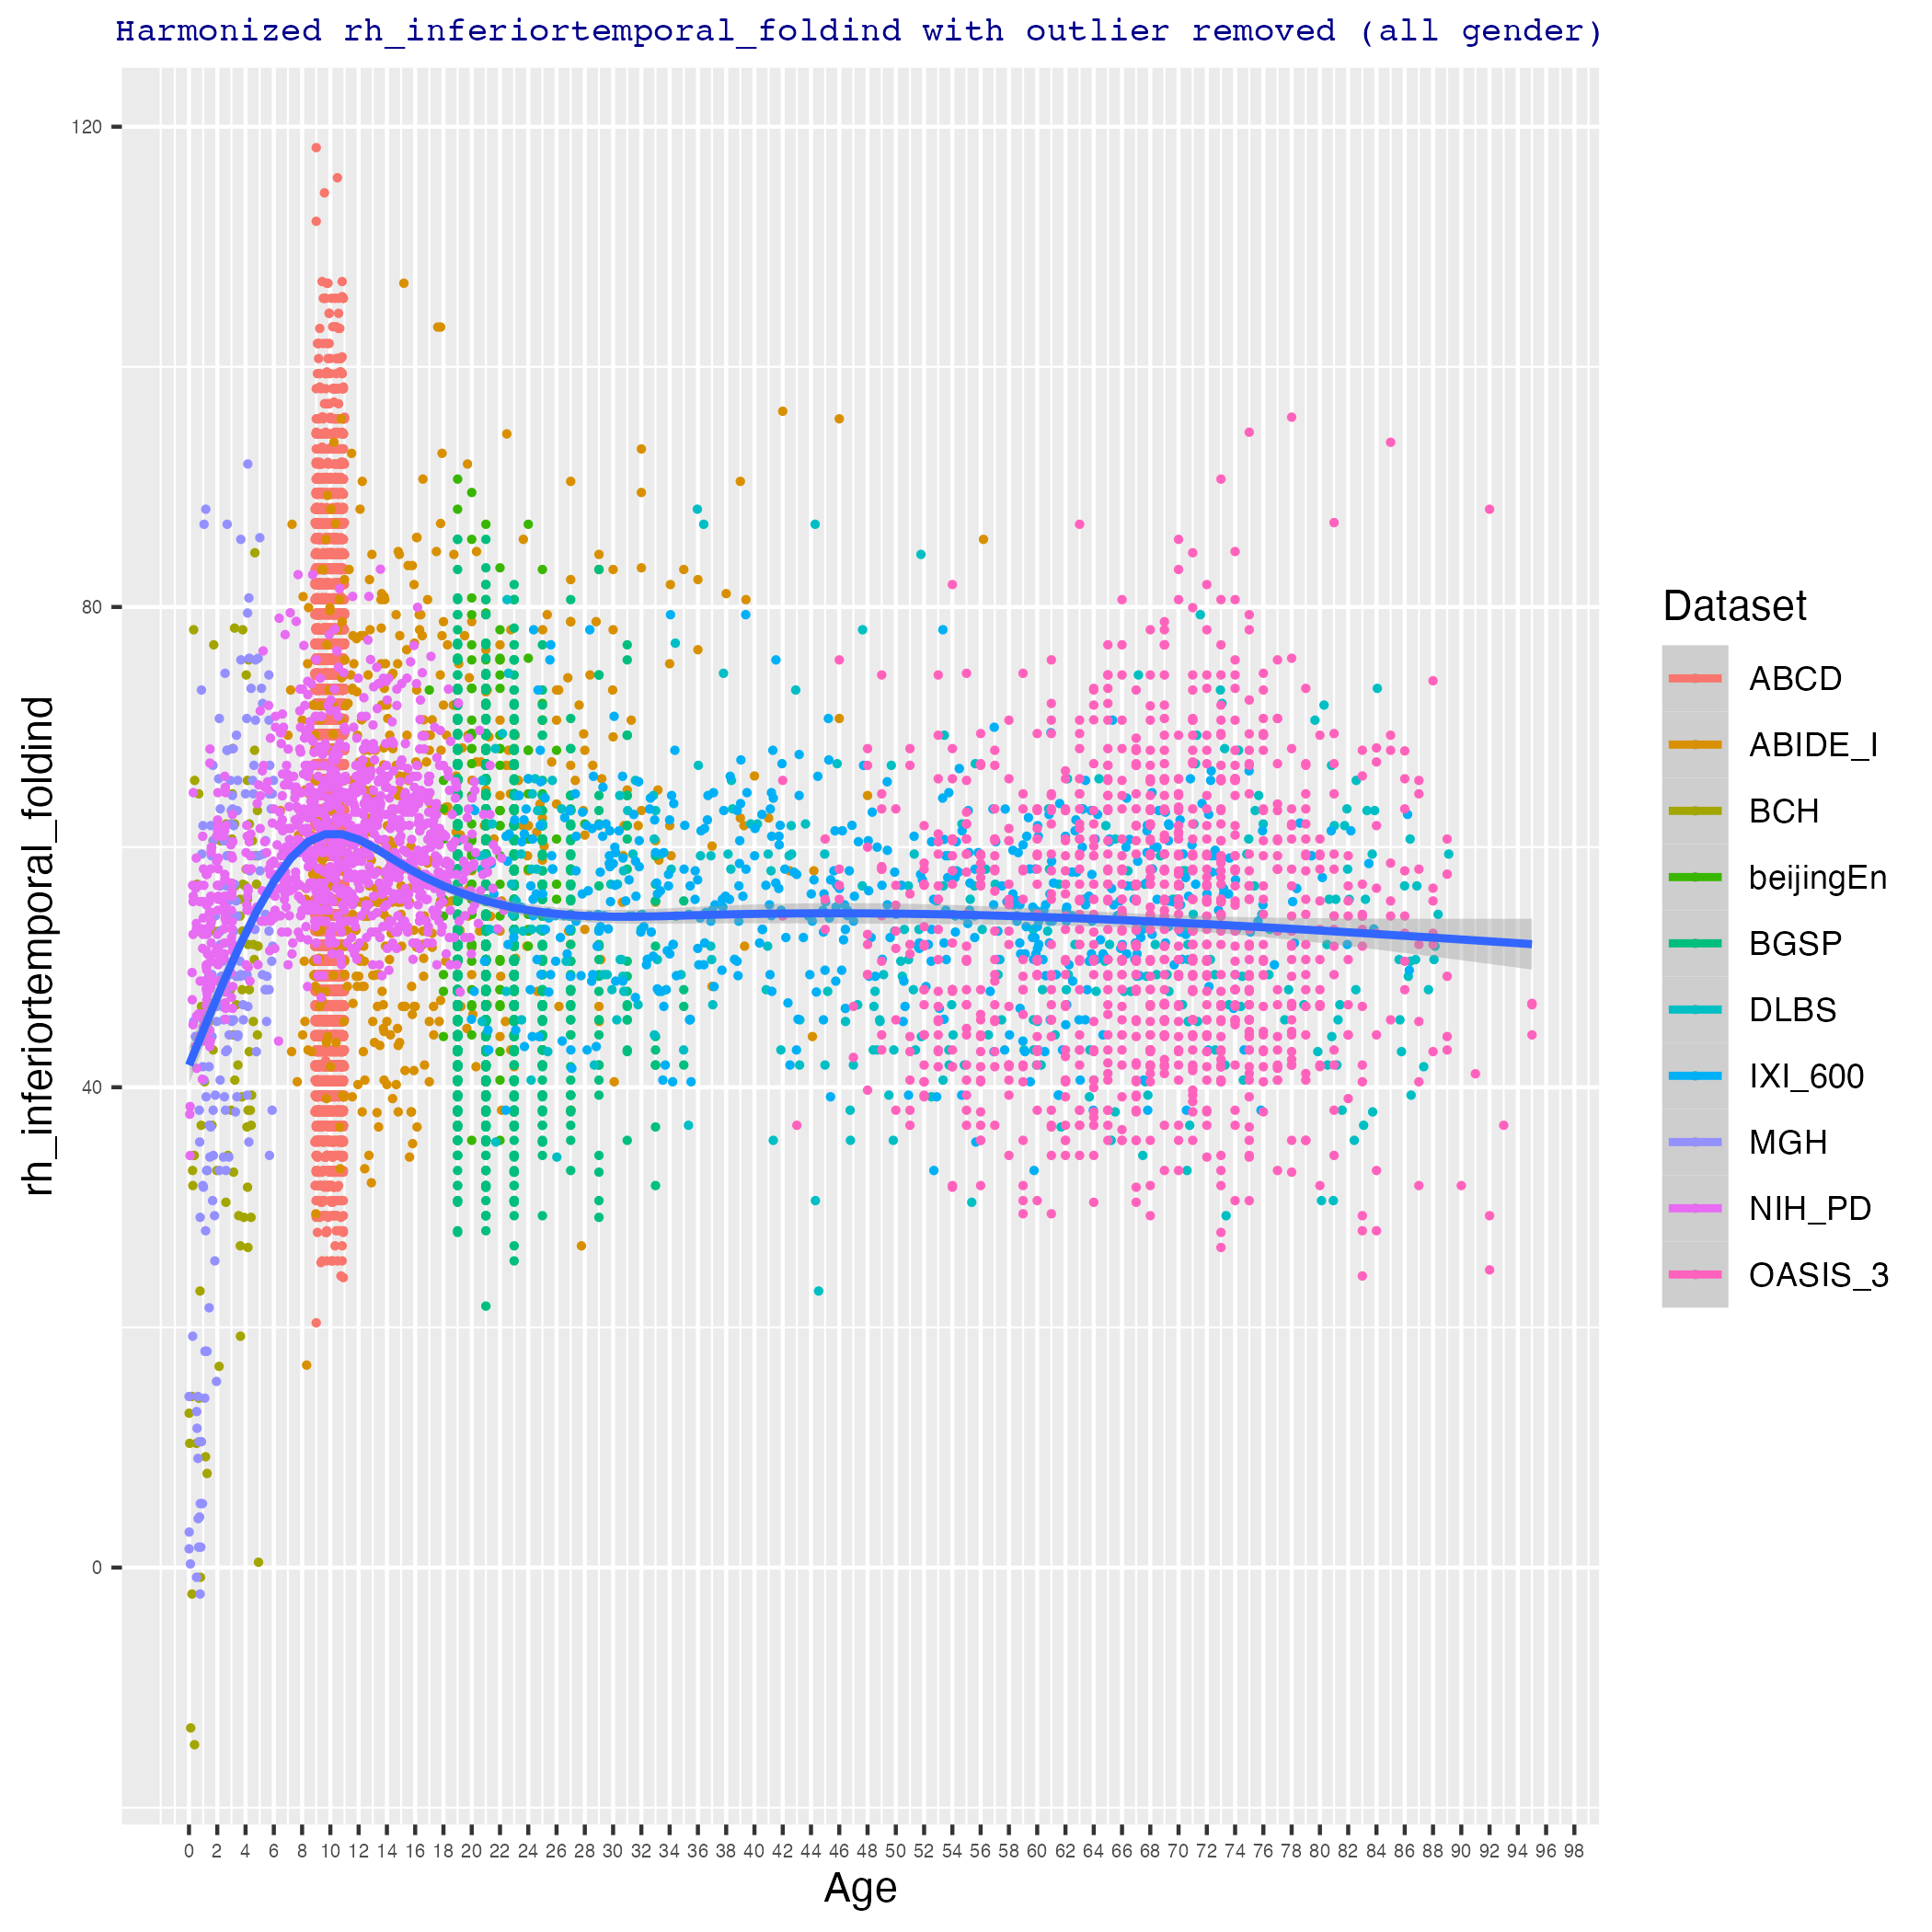 Harmonized rh_inferiortemporal_foldind with outlier removed (all gender)
rh_inferiortemporal_foldind
120
80
40
0
0 2 4 6 8 10 12 14 16 18 20 22 24 26 28 30 32 34 36 38 40 42 44 46 48 50 52 54 56 58 60 62 64 66 68 70 72 74 76 78 80 82 84 86 88 90 92 94 96 98
Age
Dataset
ABCD
ABIDE_I
BCH
beijingEn
BGSP
DLBS
IXI_600
MGH
NIH_PD
OASIS_3